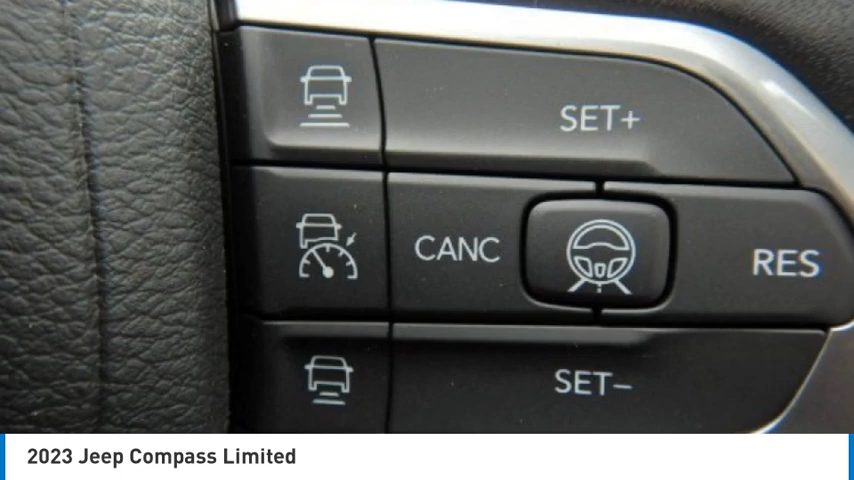 SET+
CANC
RES
SET-
2023 Jeep Compass Limited